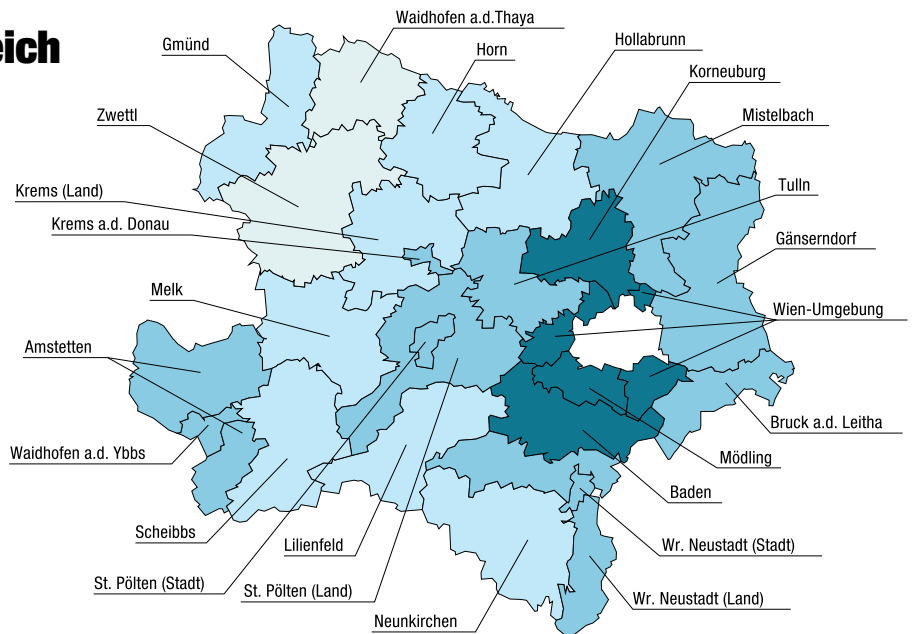 eich
Waidhofen a.d.Thaya
Gmünd
Horn
Hollabrunn
Korneuburg
Zwettl
Mistelbach
Krems (Land)
Tulln
Krems a.d. Donau
Gänserndorf
Melk
Wien-Umgebung
Amstetten
Bruck a.d. Leitha
Waidhofen a.d. Ybbs
Mödling
Baden
Scheibbs
Lilienfeld
Wr. Neustadt (Stadt)
St. Pölten (Stadt)
St. Pölten (Land)
Wr. Neustadt (Land)
Neunkirchen